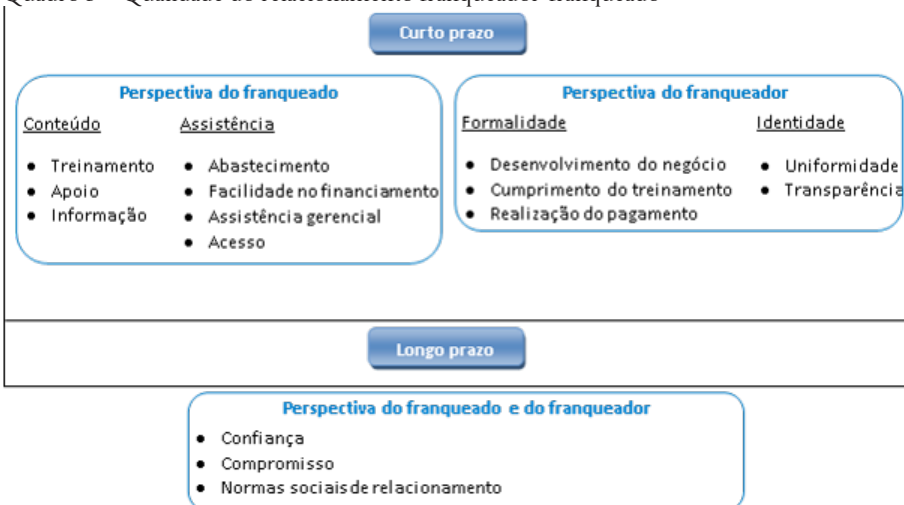 Curto prazo
Perspectiva do franqueado
Conteúdo
Assistência
• Treinamento
• Apoio
• Informação
• Abastecimento
• Facilidade no financiamento
• Assistência gerencial
• Acesso
Perspectiva do franqueador
Formalidade
Identidade
• Desenvolvimento do negócio
• Cumprimento do treinamento
• Realização do pagamento
• Uniformidade
• Transparência
Longo prazo
Perspectiva do franqueado e do franqueador
• Confiança
• Compromisso
• Normas sociais de relacionamento